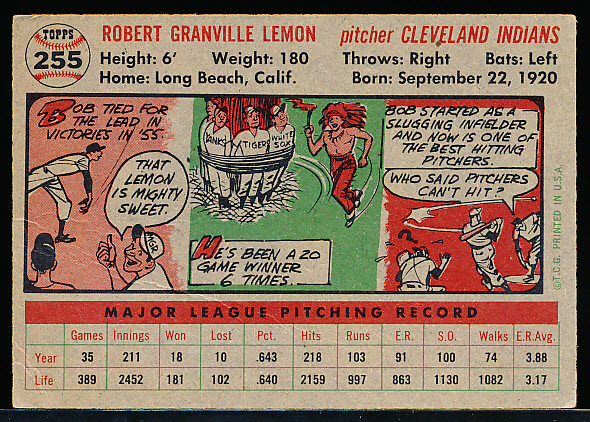 TOPPS
255
ROBERT GRANVILLE LEMON
pitcher CLEVELAND INDIANS
Height: 6' Weight: 180
Throws: Right Bats: Left
Home: Long Beach, Calif.
Born: September 22, 1920
BOB TIED FOR
THE LEAD IN
VICTORIES IN '55.
THAT
LEMON
IS MIGHTY
SWEET.
MGR
YANKS
TIGERS
WHITE
SOX
HE'S BEEN A 20
GAME WINNER
6 TIMES.
BOB STARTED AS A
SLUGGING INFIELDER
AND NOW IS ONE OF
THE BEST HITTING
PITCHERS.
WHO SAID PITCHERS
CAN'T HIT?
?
© T.C.G. PRINTED IN U.S.A.
MAJOR LEAGUE PITCHING RECORD
Games Innings Won Lost Pct. Hits Runs E.R. S.O. Walks E.R.Avg.
Year 35 211 18 10 .643 218 103 91 100 74 3.88
Life 389 2452 181 102 .640 2159 997 863 1130 1082 3.17